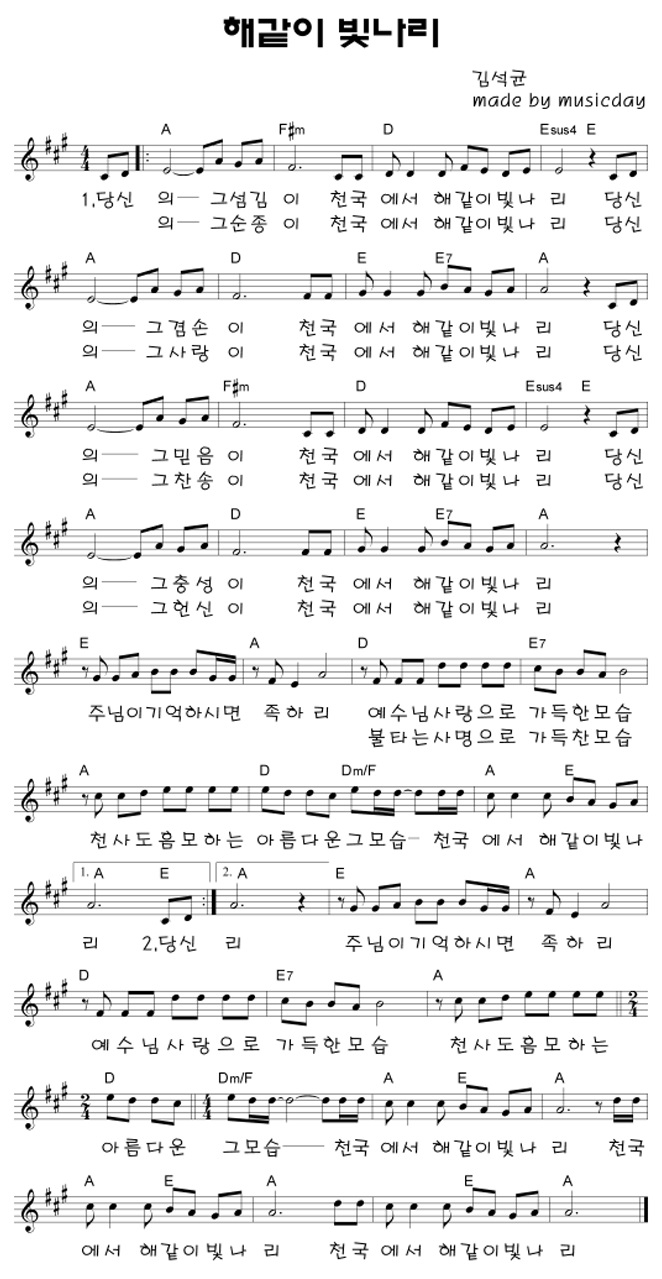 해같이 빛나리
김석균
made by musicday
A F#m D Esus4 E
1,당신 의 그섬김 이 천국 에서 해같이빛나 리 당신
의 그순종 이 천국 에서 해같이빛나 리 당신
A D E E7 A
의 그겸손 이 천국 에서 해같이빛나 리 당신
의 그사랑 이 천국 에서 해같이빛나 리 당신
A F#m D Esus4 E
의 그믿음 이 천국 에서 해같이빛나 리 당신
의 그찬송 이 천국 에서 해같이빛나 리 당신
A D E E7 A
의 그충성 이 천국 에서 해같이빛나 리
의 그헌신 이 천국 에서 해같이빛나 리
E A D E7
주님이기억하시면 족하리 예수님사랑으로 가득한모습
불타는사명으로 가득찬모습
A D Dm/F A E
천사도흠모하는 아름다운그모습 천국 에서 해같이빛나
1. A E 2. A E A
리 2,당신 리 주님이기억하시면 족하리
D E7 A
예수님사랑으로 가득한모습 천사도흠모하는
D Dm/F A E A
아름다운 그모습 천국 에서 해같이빛나 리 천국
A E A A E A
에서 해같이빛나 리 천국 에서 해같이빛나 리